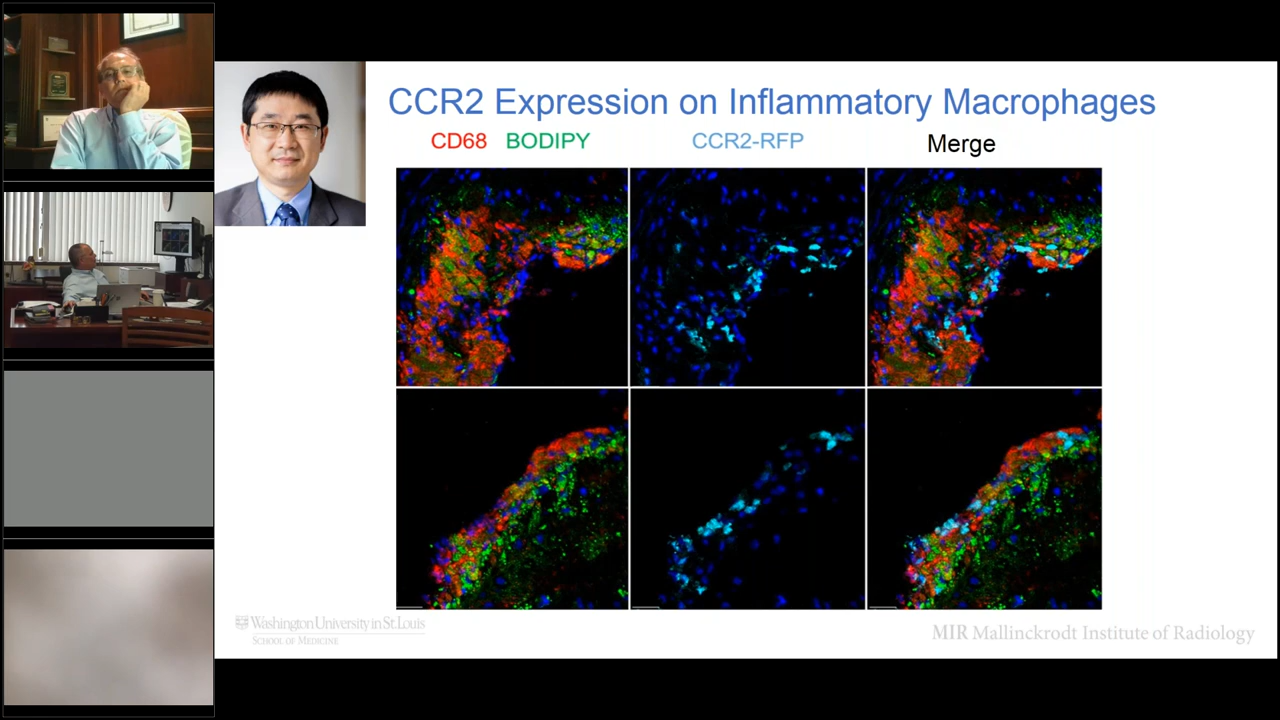 CCR2 Expression on Inflammatory Macrophages
CD68 BODIPY CCR2-RFP Merge
Washington University in St. Louis
SCHOOL OF MEDICINE
MIR Mallinckrodt Institute of Radiology